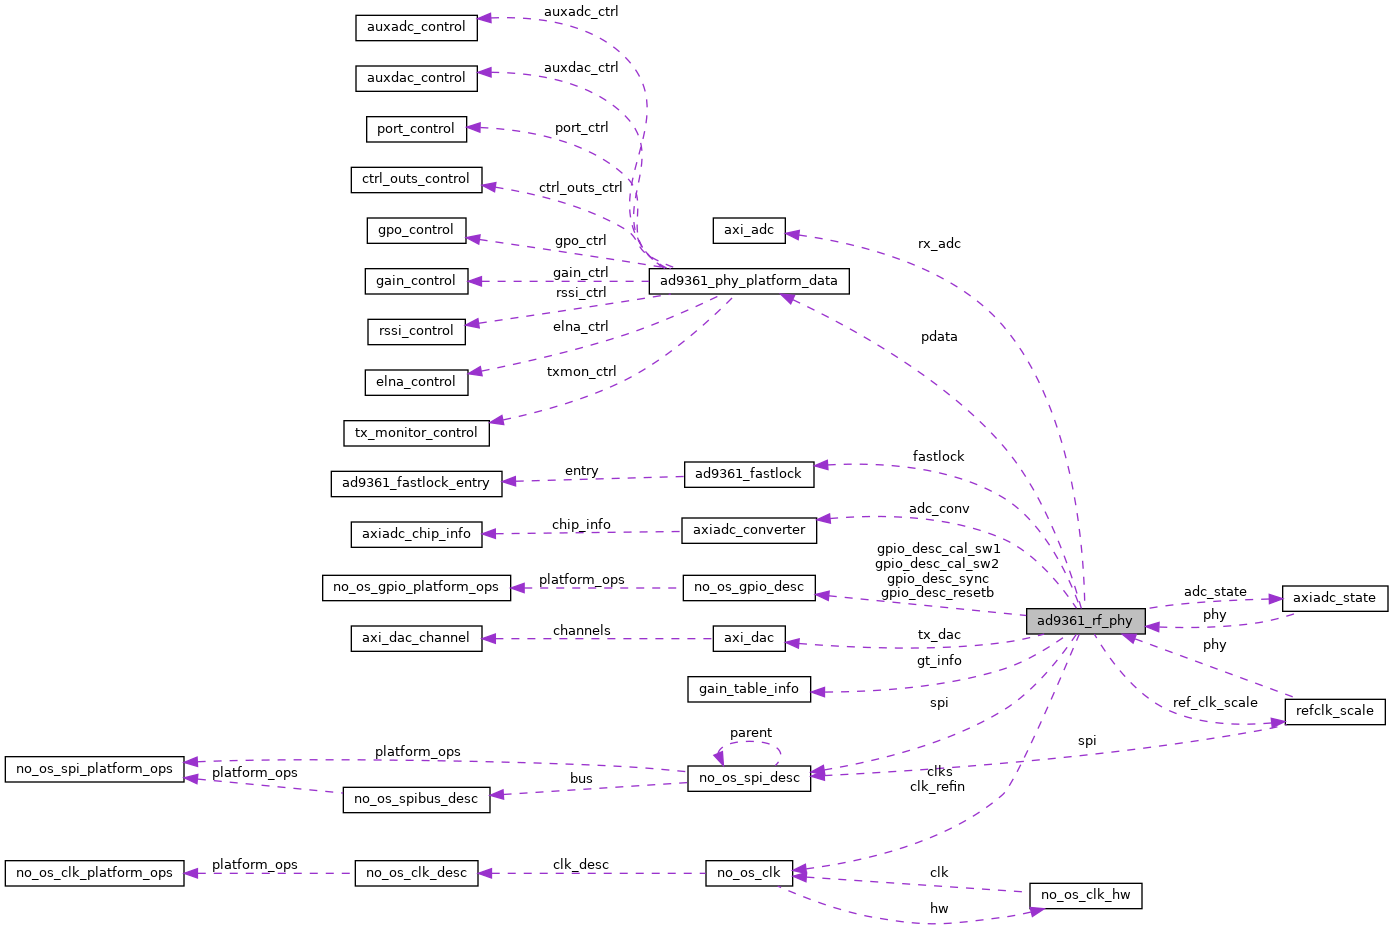 auxadc_ctrl
auxadc_control
auxdac_ctrl
auxdac_control
port_ctrl
port_control
ctrl_outs_ctrl
ctrl_outs_control
gpo_ctrl
gpo_control
axi_adc
rx_adc
gain_ctrl
gain_control
ad9361_phy_platform_data
rssi_ctrl
rssi_control
elna_ctrl
elna_control
pdata
txmon_ctrl
tx_monitor_control
fastlock
entry
ad9361_fastlock_entry
ad9361_fastlock
adc_conv
chip_info
axiadc_chip_info
axiadc_converter
gpio_desc_cal_sw1
gpio_desc_cal_sw2
gpio_desc_sync
gpio_desc_resetb
platform_ops
no_os_gpio_platform_ops
no_os_gpio_desc
adc_state
axiadc_state
phy
ad9361_rf_phy
channels
axi_dac_channel
axi_dac
tx_dac
phy
gt_info
gain_table_info
spi
ref_clk_scale
refclk_scale
parent
spi
platform_ops
no_os_spi_platform_ops
platform_ops
bus
no_os_spi_desc
no_os_spibus_desc
clks
clk_refin
platform_ops
no_os_clk_platform_ops
no_os_clk_desc
clk_desc
no_os_clk
clk
no_os_clk_hw
hw